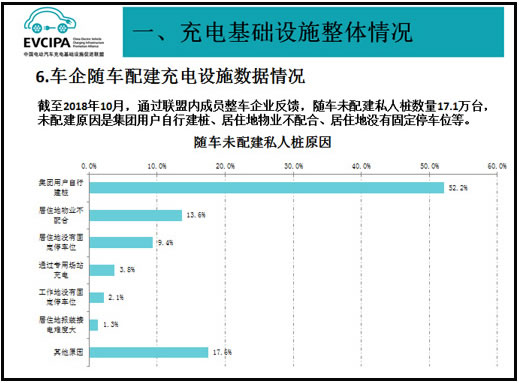 EVCIPA
China Electric Vehicle
Charging Infrastructure
Promotion Alliance
中国电动汽车充电基础设施促进联盟
一、充电基础设施整体情况
6.车企随车配建充电设施数据情况
截至2018年10月，通过联盟内成员整车企业反馈，随车未配建私人桩数量17.1万台，
未配建原因是集团用户自行建桩、居住地物业不配合、居住地没有固定停车位等。
随车未配建私人桩原因
0.0% 10.0% 20.0% 30.0% 40.0% 50.0% 60.0%
集团用户自行
建桩
52.2%
居住地物业不
配合
13.6%
居住地没有固
定停车位
9.4%
通过专用场站
充电
3.8%
工作地没有固
定停车位
2.1%
居住地报装接
电难度大
1.3%
其他原因
17.6%